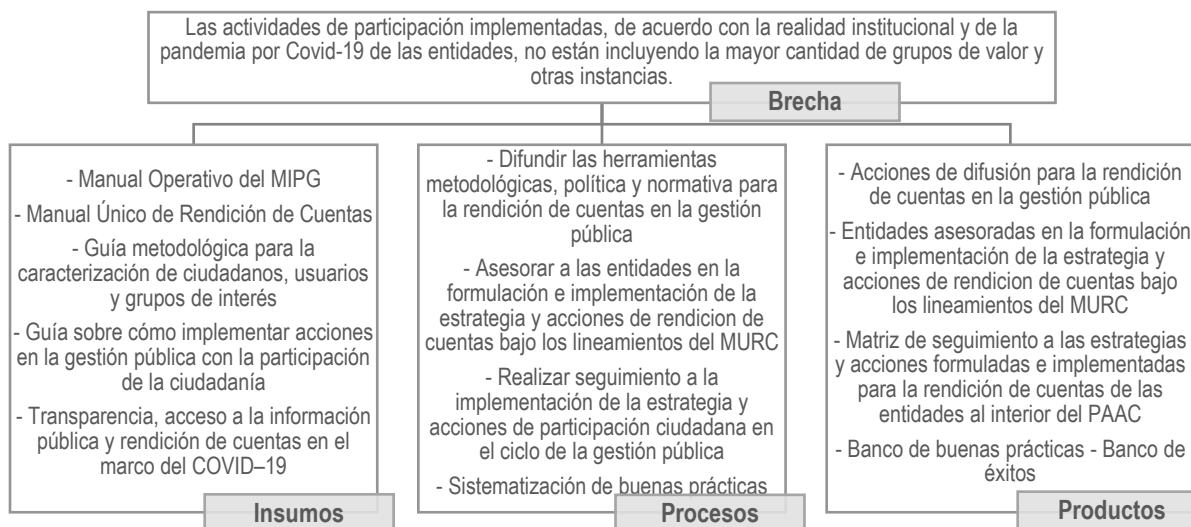 Las actividades de participación implementadas, de acuerdo con la realidad institucional y de la
pandemia por Covid-19 de las entidades, no están incluyendo la mayor cantidad de grupos de valor y
otras instancias.
Brecha
- Manual Operativo del MIPG
- Manual Único de Rendición de Cuentas
- Guía metodológica para la
caracterización de ciudadanos, usuarios
y grupos de interés
- Guía sobre cómo implementar acciones
en la gestión pública con la participación
de la ciudadanía
- Transparencia, acceso a la información
pública y rendición de cuentas en el
marco del COVID–19
Insumos
- Difundir las herramientas
metodológicas, política y normativa para
la rendición de cuentas en la gestión
pública
- Asesorar a las entidades en la
formulación e implementación de la
estrategia y acciones de rendicion de
cuentas bajo los lineamientos del MURC
- Realizar seguimiento a la
implementación de la estrategia y
acciones de participación ciudadana en
el ciclo de la gestión pública
- Sistematización de buenas prácticas
Procesos
- Acciones de difusión para la rendición
de cuentas en la gestión pública
- Entidades asesoradas en la formulación
e implementación de la estrategia y
acciones de rendicion de cuentas bajo
los lineamientos del MURC
- Matriz de seguimiento a las estrategias
y acciones formuladas e implementadas
para la rendición de cuentas de las
entidades al interior del PAAC
- Banco de buenas prácticas - Banco de
éxitos
Productos